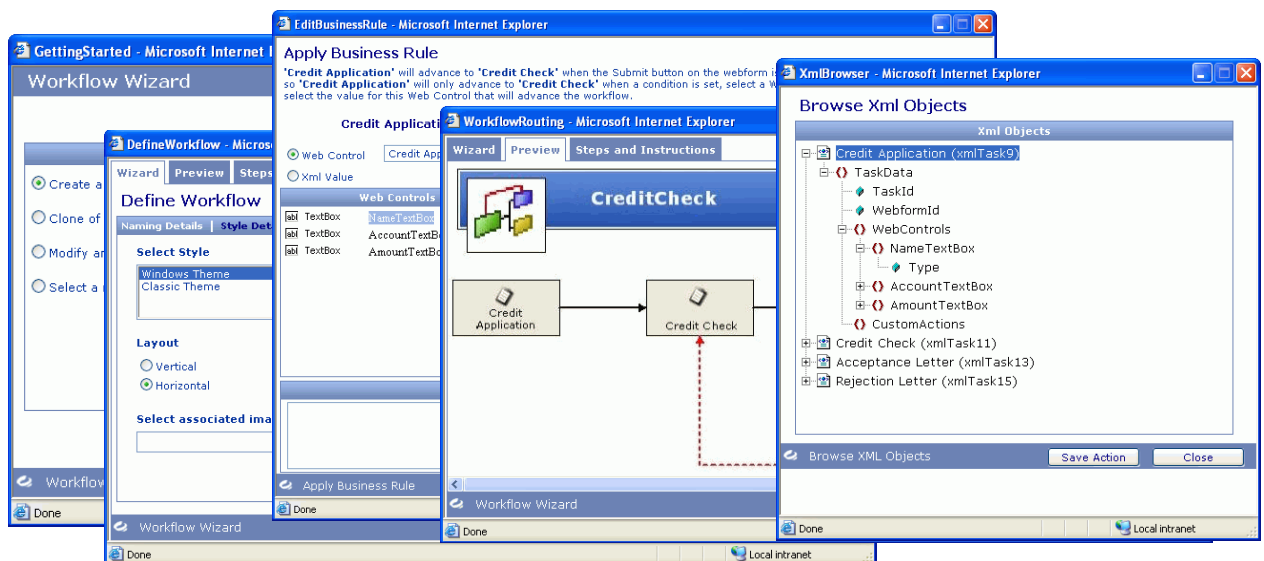 GettingStarted - Microsoft Internet
Workflow Wizard
Create a
Clone of
Modify an
Select a
Workflow
Done
DefineWorkflow - Micros
Wizard Preview Steps
Define Workflow
Naming Details | Style Det
Select Style
Windows Theme
Classic Theme
Layout
Vertical
Horizontal
Select associated ima
Workflow Wizard
Done
Local intranet
EditBusinessRule - Microsoft Internet Explorer
Apply Business Rule
'Credit Application' will advance to 'Credit Check' when the Submit button on the webform i
so 'Credit Application' will only advance to 'Credit Check' when a condition is set, select a W
select the value for this Web Control that will advance the workflow.
Credit Applicati
Web Control Credit App
Xml Value
Web Controls
TextBox NameTextBox
TextBox AccountTextB
TextBox AmountTextBo
Apply Business Rule
Done
WorkflowRouting - Microsoft Internet Explorer
Wizard Preview Steps and Instructions
CreditCheck
Credit
Application
Credit Check
Workflow Wizard
Done
XmlBrowser - Microsoft Internet Explorer
Browse Xml Objects
Xml Objects
Credit Application (xmlTask9)
TaskData
TaskId
WebformId
WebControls
NameTextBox
Type
AccountTextBox
AmountTextBox
CustomActions
Credit Check (xmlTask11)
Acceptance Letter (xmlTask13)
Rejection Letter (xmlTask15)
Browse XML Objects Save Action Close
Done
Local intranet